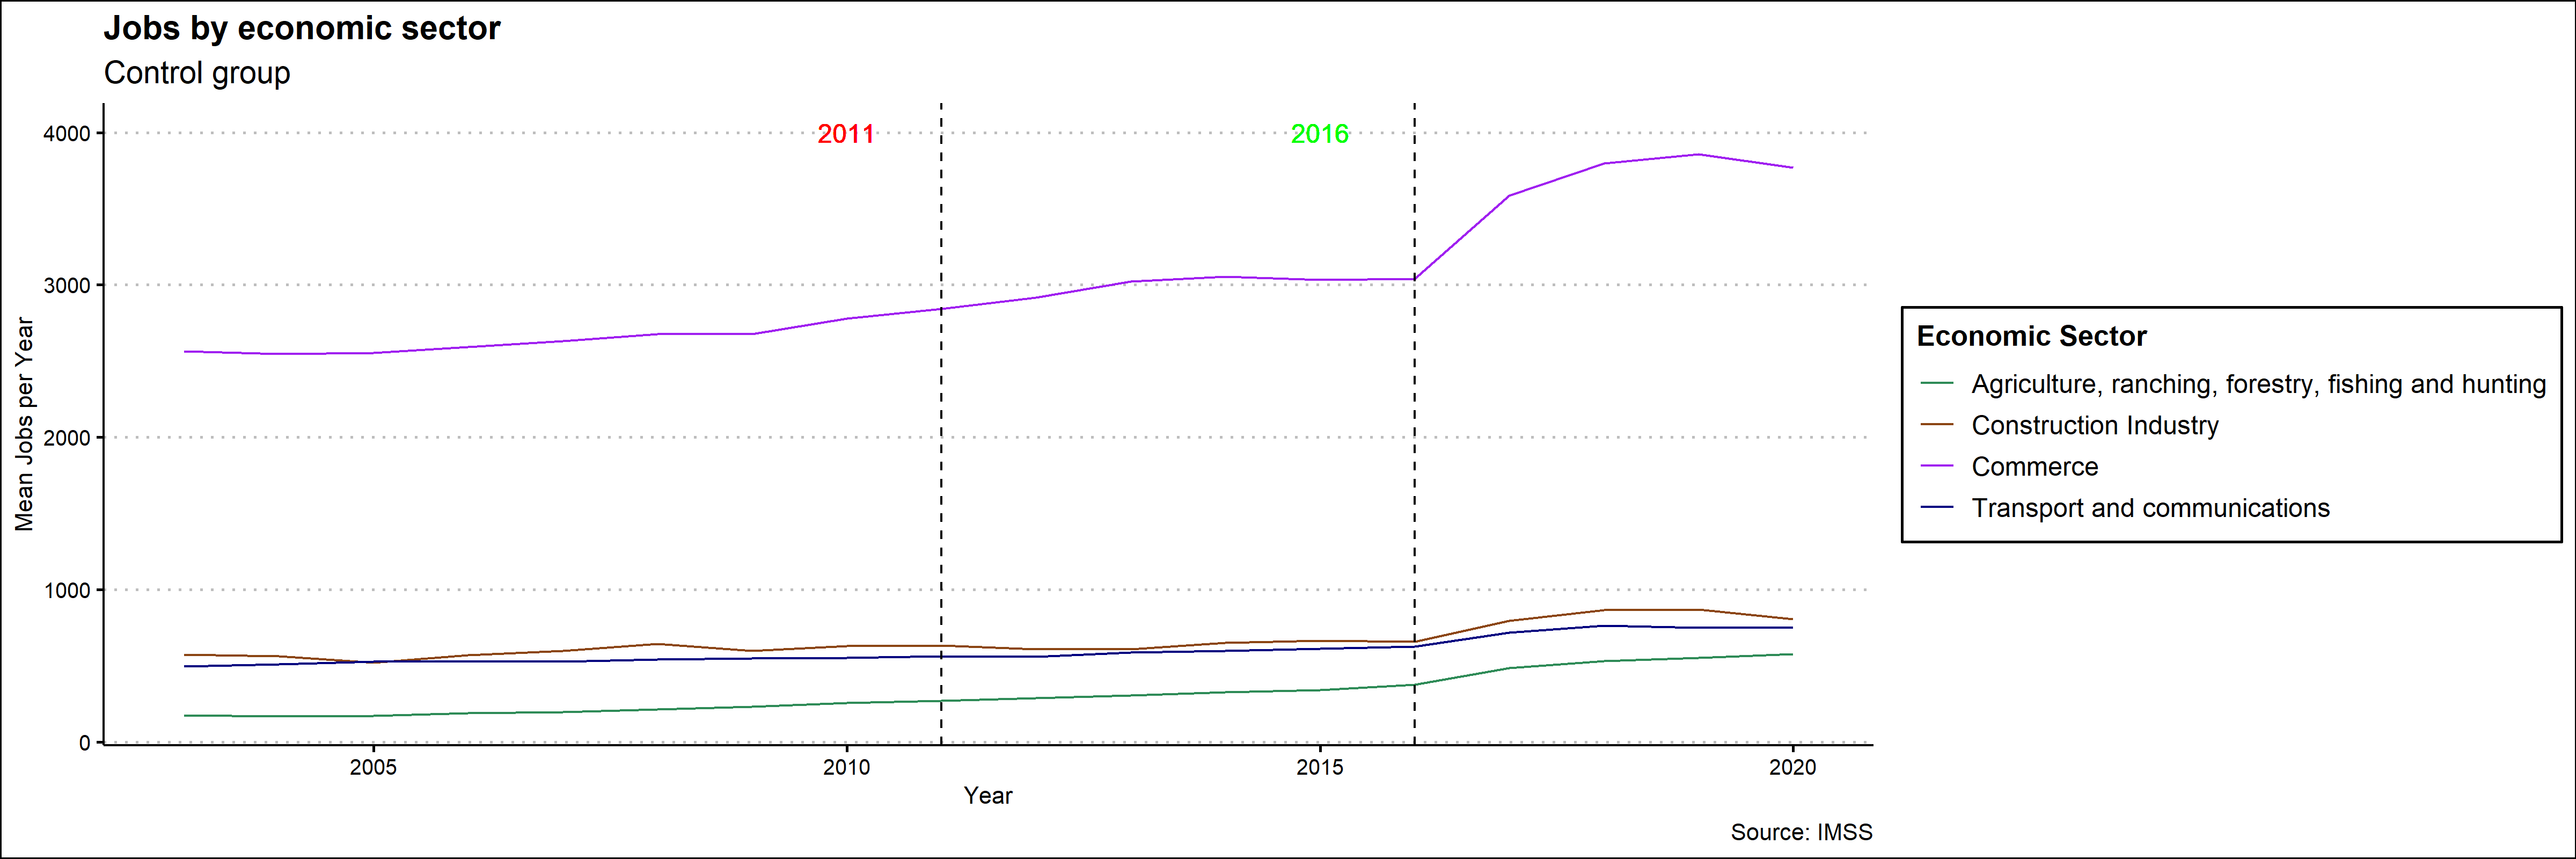 Jobs by economic sector
Control group
Mean Jobs per Year
4000
3000
2000
1000
0
2011
2016
2005
2010
2015
2020
Year
Economic Sector
Agriculture, ranching, forestry, fishing and hunting
Construction Industry
Commerce
Transport and communications
Source: IMSS